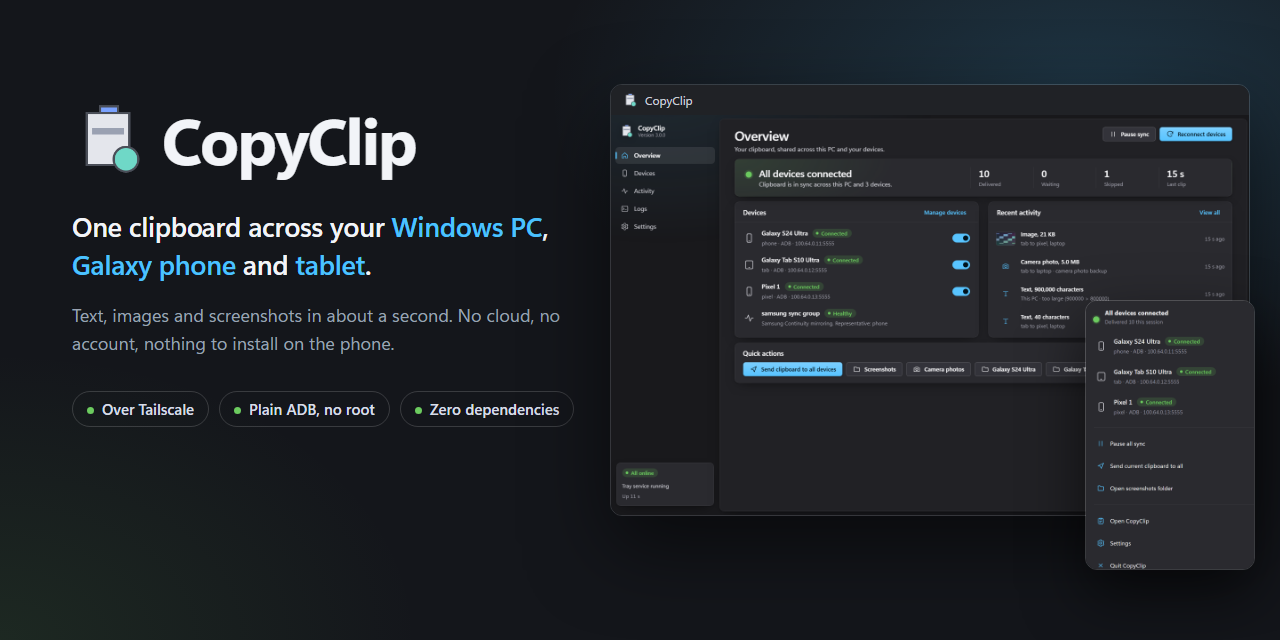 CopyClip
One clipboard across your Windows PC,
Galaxy phone and tablet.
Text, images and screenshots in about a second. No cloud, no
account, nothing to install on the phone.
Over Tailscale
Plain ADB, no root
Zero dependencies
CopyClip
CopyClip
Version 3.0.0
Overview
Devices
Activity
Logs
Settings
All online
Tray service running
Up 11 s
Overview
Your clipboard, shared across this PC and your devices.
Pause sync
Reconnect devices
All devices connected
Clipboard is in sync across this PC and 3 devices.
10
Delivered
0
Waiting
1
Skipped
15 s
Last clip
Devices
Manage devices
Galaxy S24 Ultra Connected
phone · ADB · 100.64.0.11:5555
Galaxy Tab S10 Ultra Connected
tab · ADB · 100.64.0.12:5555
Pixel 1 Connected
pixel · ADB · 100.64.0.13:5555
samsung sync group Healthy
Samsung Continuity mirroring. Representative: phone
Recent activity
View all
Image, 21 KB
tab to pixel, laptop
15 s ago
Camera photo, 5.0 MB
tab to laptop · camera photo backup
15 s ago
Text, 900,000 characters
This PC · too large (900000 > 800000)
15 s ago
Text, 40 characters
tab to pixel, laptop
Quick actions
Send clipboard to all devices
Screenshots
Camera photos
Galaxy S24 Ultra
Galaxy T
All devices connected
Delivered 10 this session
Galaxy S24 Ultra Connected
phone · ADB · 100.64.0.11:5555
Galaxy Tab S10 Ultra Connected
tab · ADB · 100.64.0.12:5555
Pixel 1 Connected
pixel · ADB · 100.64.0.13:5555
Pause all sync
Send current clipboard to all
Open screenshots folder
Open CopyClip
Settings
Quit CopyClip